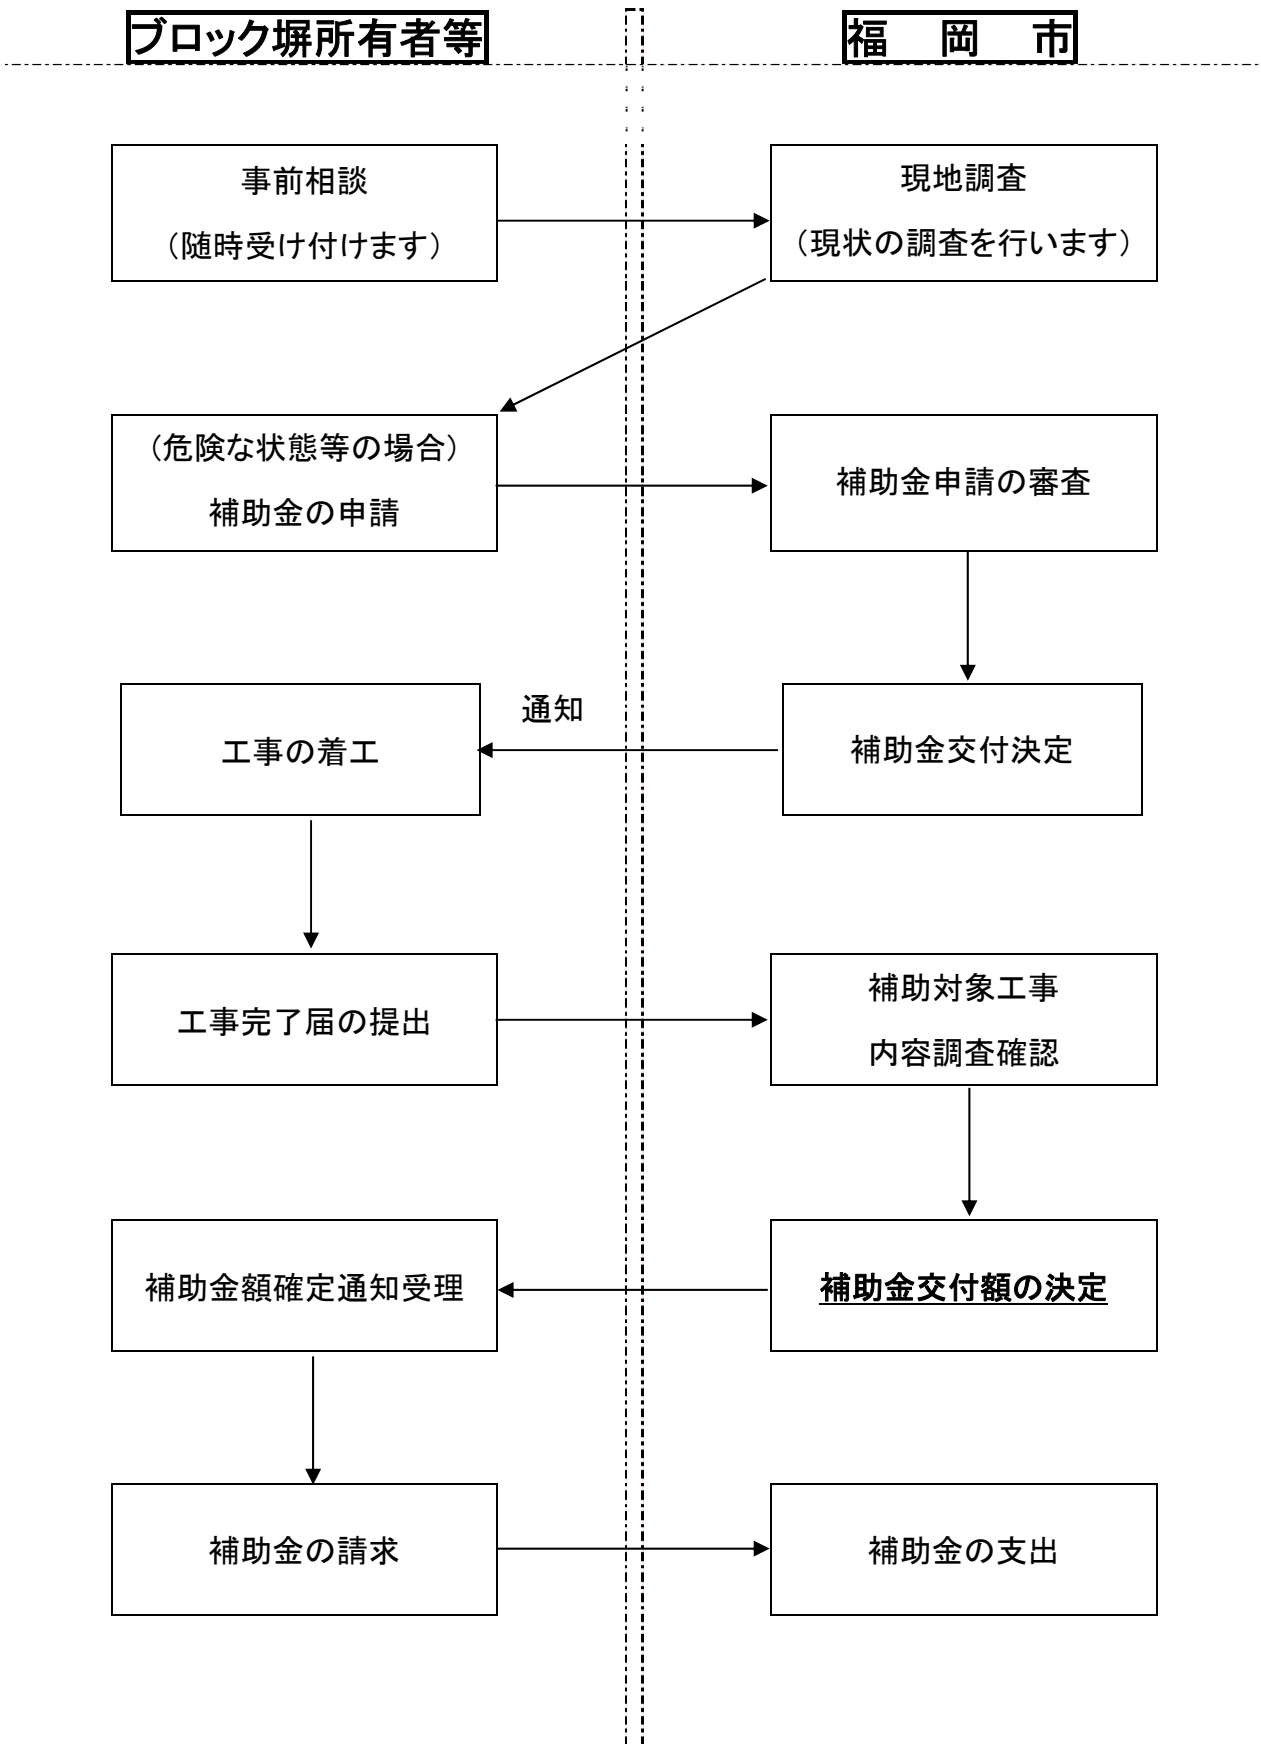 ブロック塀所有者等
福　岡　市
事前相談
（随時受け付けます）
現地調査
（現状の調査を行います）
（危険な状態等の場合）
補助金の申請
補助金申請の審査
通知
工事の着工
補助金交付決定
工事完了届の提出
補助対象工事
内容調査確認
補助金額確定通知受理
補助金交付額の決定
補助金の請求
補助金の支出